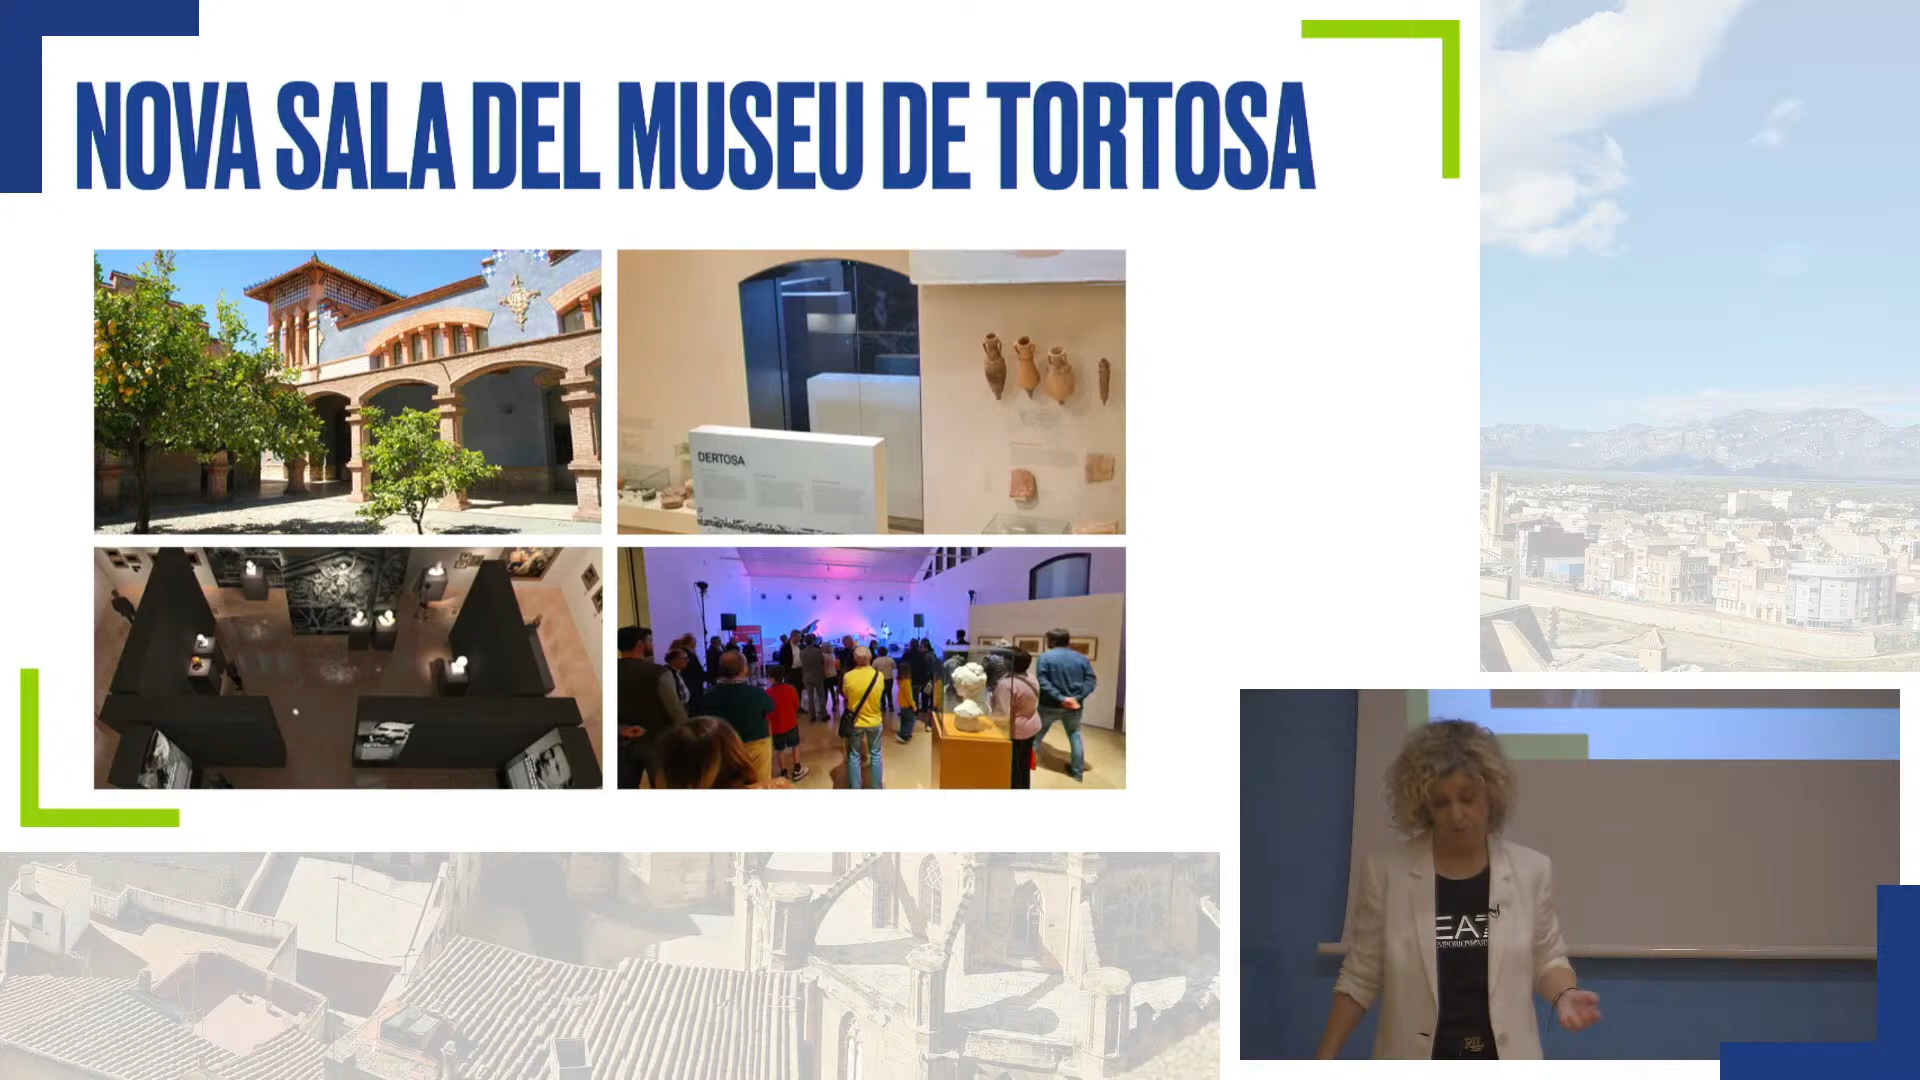 NOVA SALA DEL MUSEU DE TORTOSA
DERTOSA
EA7